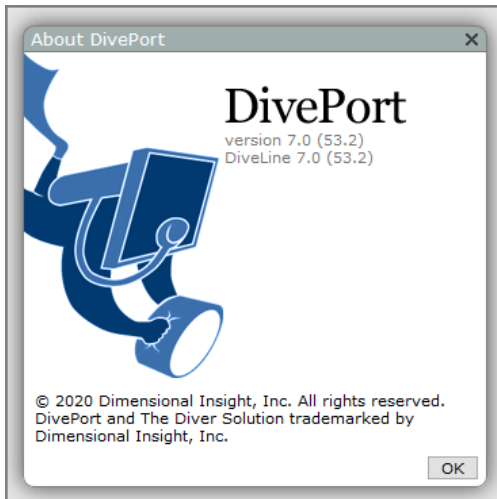 About DivePort
DivePort
version 7.0 (53.2)
DiveLine 7.0 (53.2)
© 2020 Dimensional Insight, Inc. All rights reserved.
DivePort and The Diver Solution trademarked by
Dimensional Insight, Inc.
OK